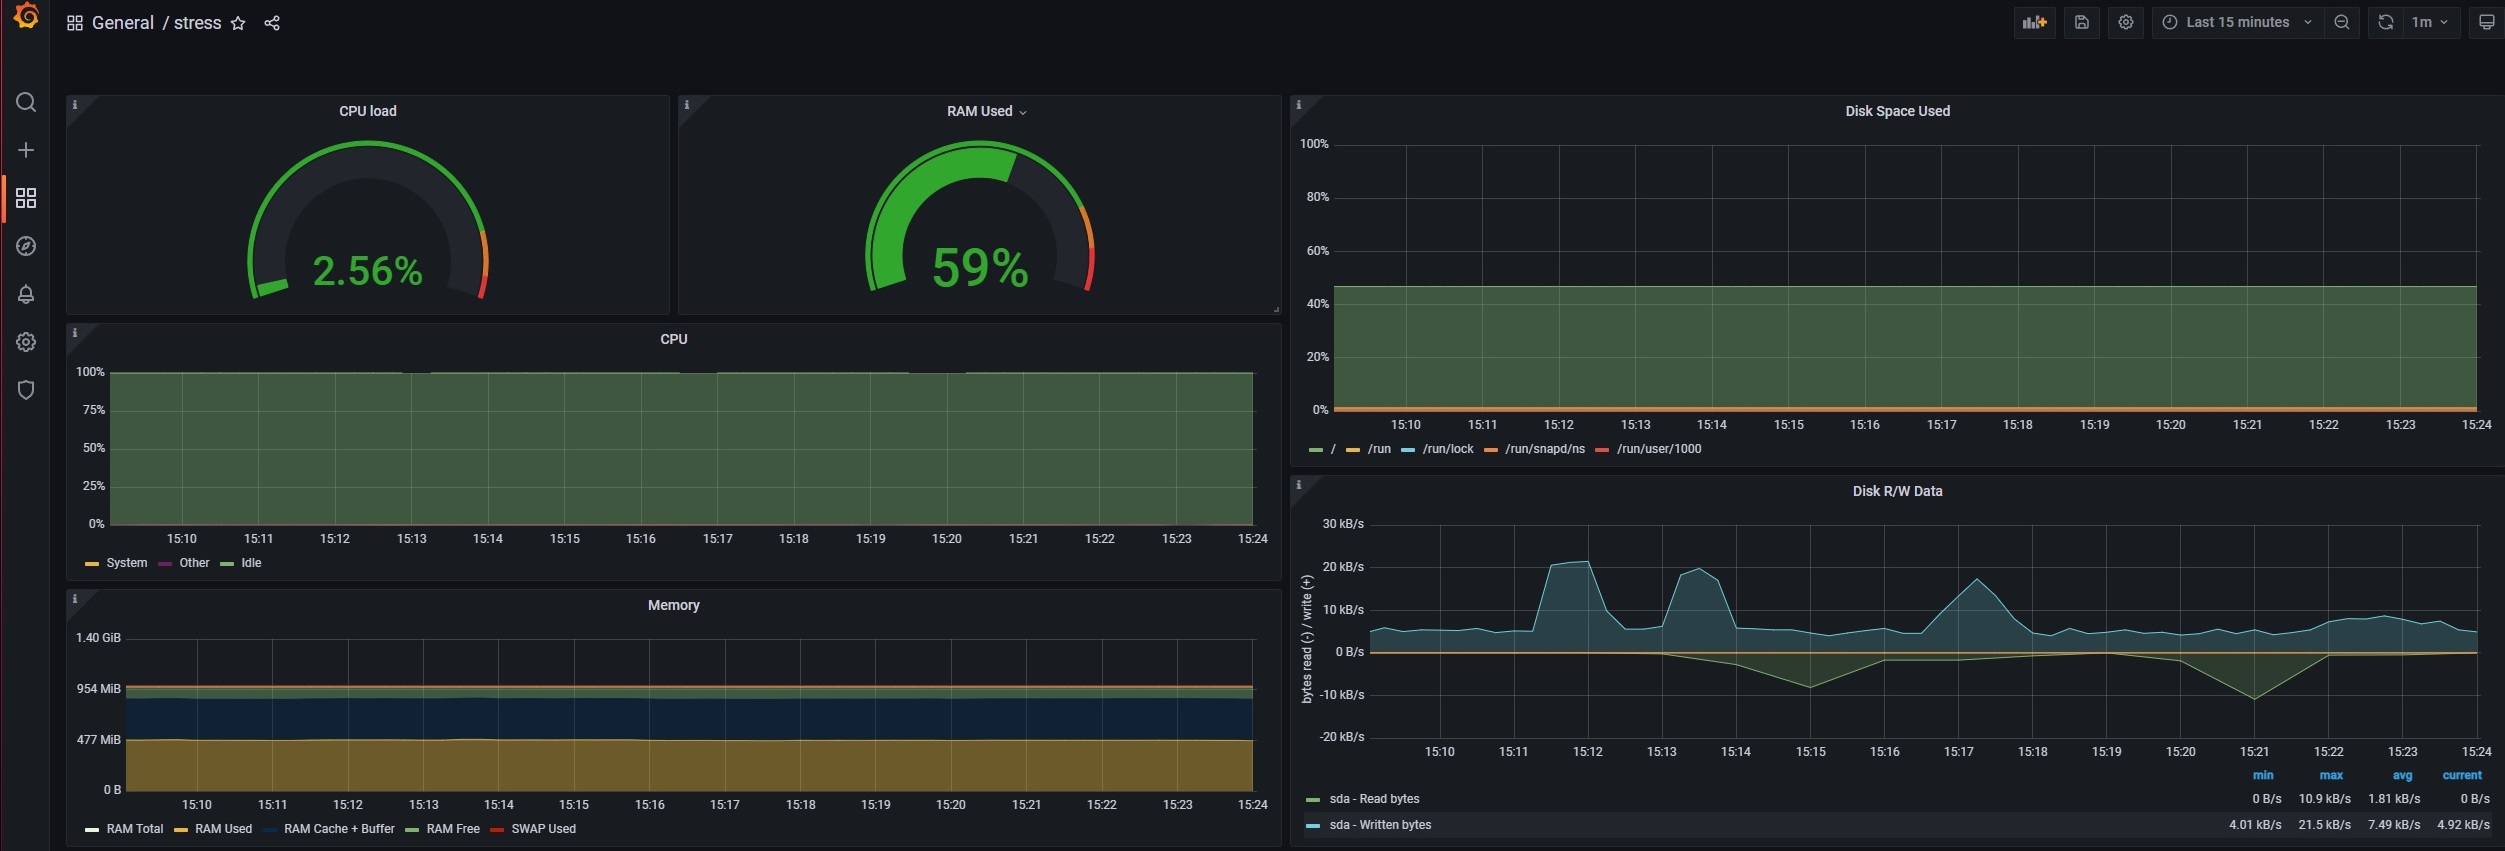 General / stress
Last 15 minutes
1m
CPU load
2.56%
RAM Used
59%
Disk Space Used
100%
80%
60%
40%
20%
0%
15:10 15:11 15:12 15:13 15:14 15:15 15:16 15:17 15:18 15:19 15:20 15:21 15:22 15:23 15:24
/ /run /run/lock /run/snapd/ns /run/user/1000
CPU
100%
75%
50%
25%
0%
15:10 15:11 15:12 15:13 15:14 15:15 15:16 15:17 15:18 15:19 15:20 15:21 15:22 15:23 15:24
System Other Idle
Disk R/W Data
bytes read (-) / write (+)
30 kB/s
20 kB/s
10 kB/s
0 B/s
-10 kB/s
-20 kB/s
15:10 15:11 15:12 15:13 15:14 15:15 15:16 15:17 15:18 15:19 15:20 15:21 15:22 15:23 15:24
min max avg current
sda - Read bytes 0 B/s 10.9 kB/s 1.81 kB/s 0 B/s
sda - Written bytes 4.01 kB/s 21.5 kB/s 7.49 kB/s 4.92 kB/s
Memory
1.40 GiB
954 MiB
477 MiB
0 B
15:10 15:11 15:12 15:13 15:14 15:15 15:16 15:17 15:18 15:19 15:20 15:21 15:22 15:23 15:24
RAM Total RAM Used RAM Cache + Buffer RAM Free SWAP Used